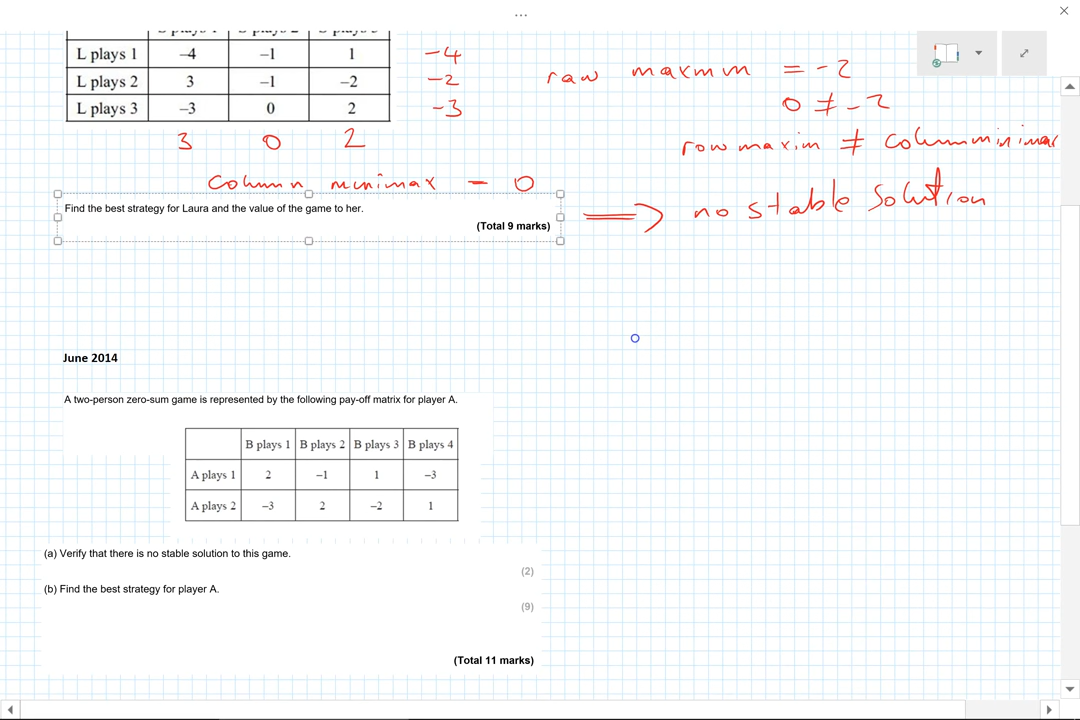 L plays 1 −4 −1 1 -4
L plays 2 3 −1 −2 -2
L plays 3 −3 0 2 -3
raw maxmin = -2
0 ≠ -2
3 0 2
row maxim ≠ column minimax
column minimax = 0
Find the best strategy for Laura and the value of the game to her.
(Total 9 marks)
⟹ no stable solution
June 2014
A two-person zero-sum game is represented by the following pay-off matrix for player A.
B plays 1 B plays 2 B plays 3 B plays 4
A plays 1 2 −1 1 −3
A plays 2 −3 2 −2 1
(a) Verify that there is no stable solution to this game.
(2)
(b) Find the best strategy for player A.
(9)
(Total 11 marks)